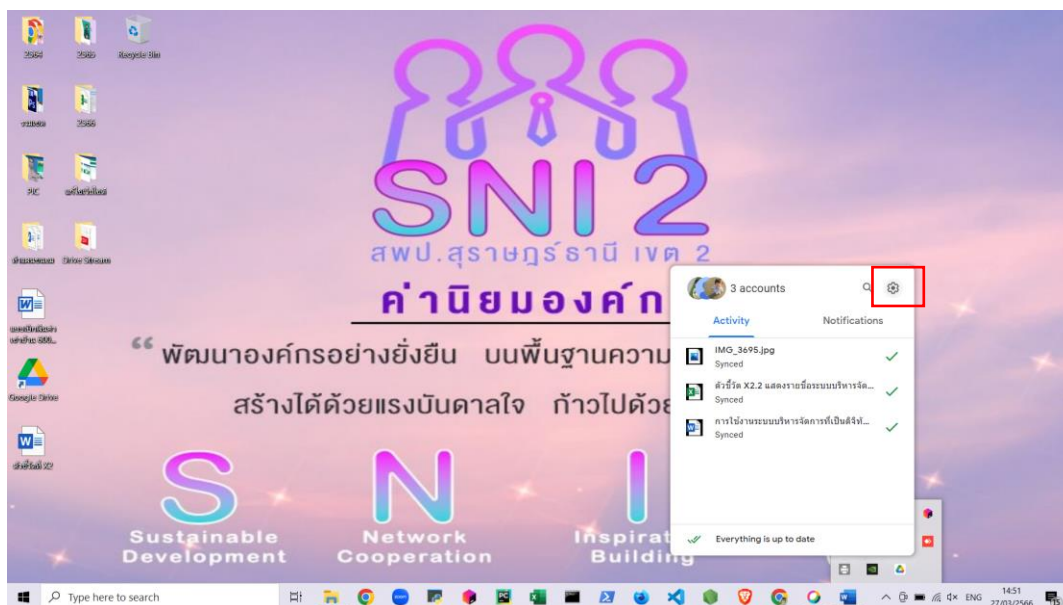 2564
2565
Recycle Bin
2566
PIC
Drive Stream
Google Drive
SNI 2
สพป.สุราษฎร์ธานี เขต 2
ค่านิยมองค์ก
“ พัฒนาองค์กรอย่างยั่งยืน บนพื้นฐานความ
สร้างได้ด้วยแรงบันดาลใจ ก้าวไปด้วย
S N I
Sustainable
Development
Network
Cooperation
Inspirat
Building
3 accounts
Activity
Notifications
IMG_3695.jpg
Synced
ตัวชี้วัด X2.2 แสดงรายชื่อระบบบริหารจัด...
Synced
การใช้งานระบบบริหารจัดการที่เป็นดิจิทั...
Synced
Everything is up to date
Type here to search
ENG
14:51
27/03/2566